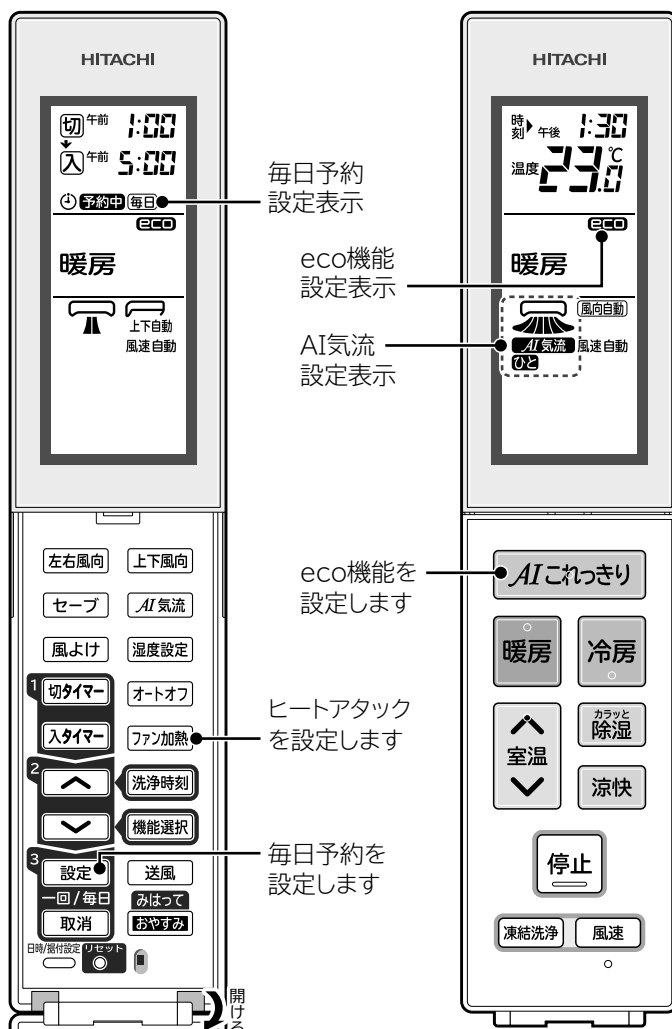 HITACHI
切 午前 1:00
入 午前 5:00
予約中 毎日
eco
暖房
上下自動
風速自動
左右風向 上下風向
セーブ AI気流
風よけ 湿度設定
1 切タイマー オートオフ
入タイマー ファン加熱
2 洗浄時刻
機能選択
3 設定 送風
一回/毎日 みはって
取消 おやすみ
日時/据付設定 リセット
開ける
毎日予約
設定表示
eco機能
設定表示
AI気流
設定表示
eco機能を
設定します
ヒートアタック
を設定します
毎日予約を
設定します
HITACHI
時刻 午後 1:30
温度 23.0℃
eco
暖房
風向自動
AI気流 風速自動
ひと
AIこれっきり
暖房 冷房
室温
カラッと
除湿
涼快
停止
凍結洗浄 風速